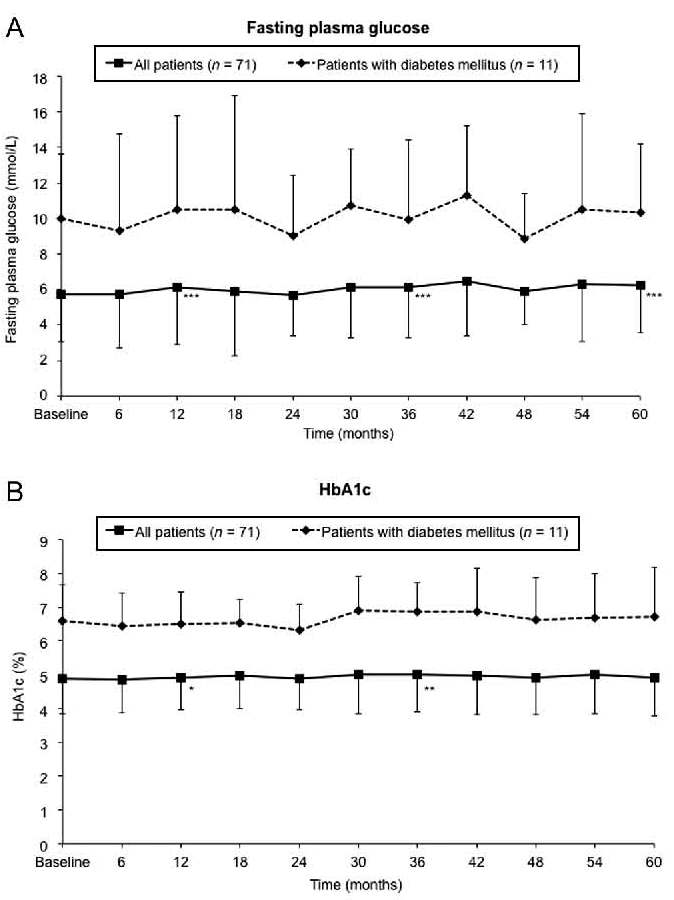 A
Fasting plasma glucose
All patients (n = 71) Patients with diabetes mellitus (n = 11)
18
16
14
12
10
8
6
4
2
0
Fasting plasma glucose (mmol/L)
*** *** ***
Baseline 6 12 18 24 30 36 42 48 54 60
Time (months)
B
HbA1c
All patients (n = 71) Patients with diabetes mellitus (n = 11)
9
8
7
6
5
4
3
2
1
0
HbA1c (%)
* **
Baseline 6 12 18 24 30 36 42 48 54 60
Time (months)